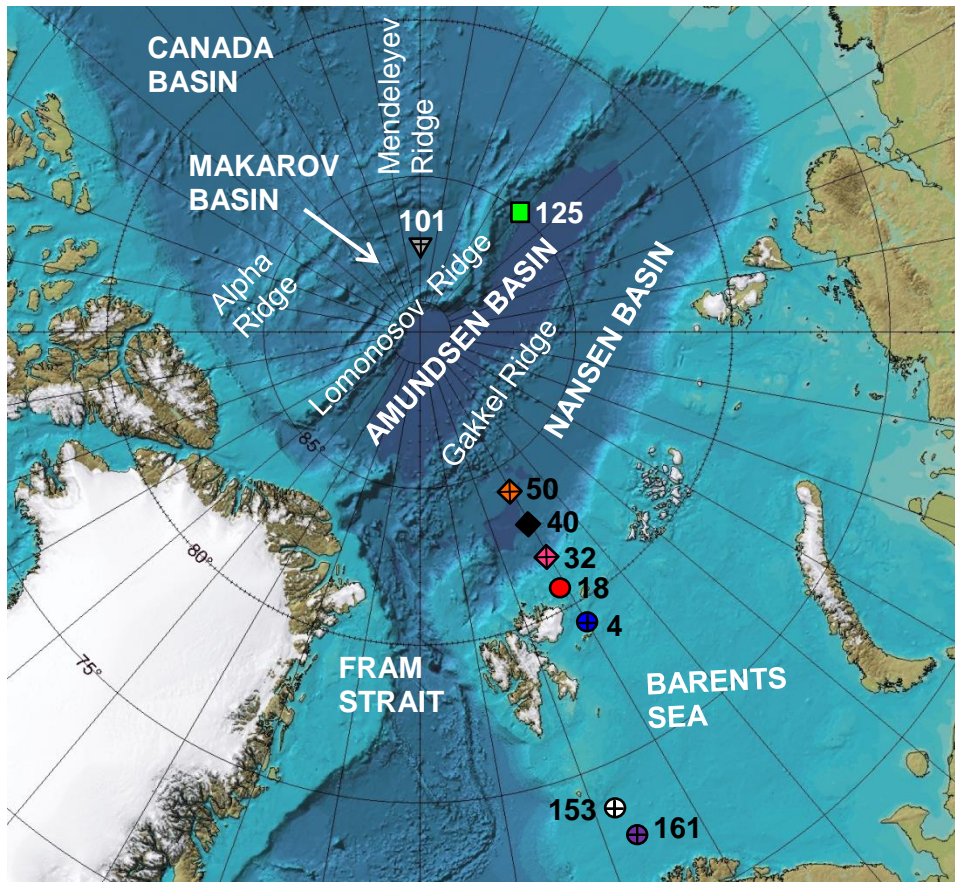 CANADA
BASIN
Mendeleyev
Ridge
MAKAROV
BASIN
101
125
Alpha
Ridge
Lomonosov Ridge
AMUNDSEN BASIN
Gakkel Ridge
NANSEN BASIN
85°
50
40
32
18
4
80°
75°
FRAM
STRAIT
BARENTS
SEA
153
161